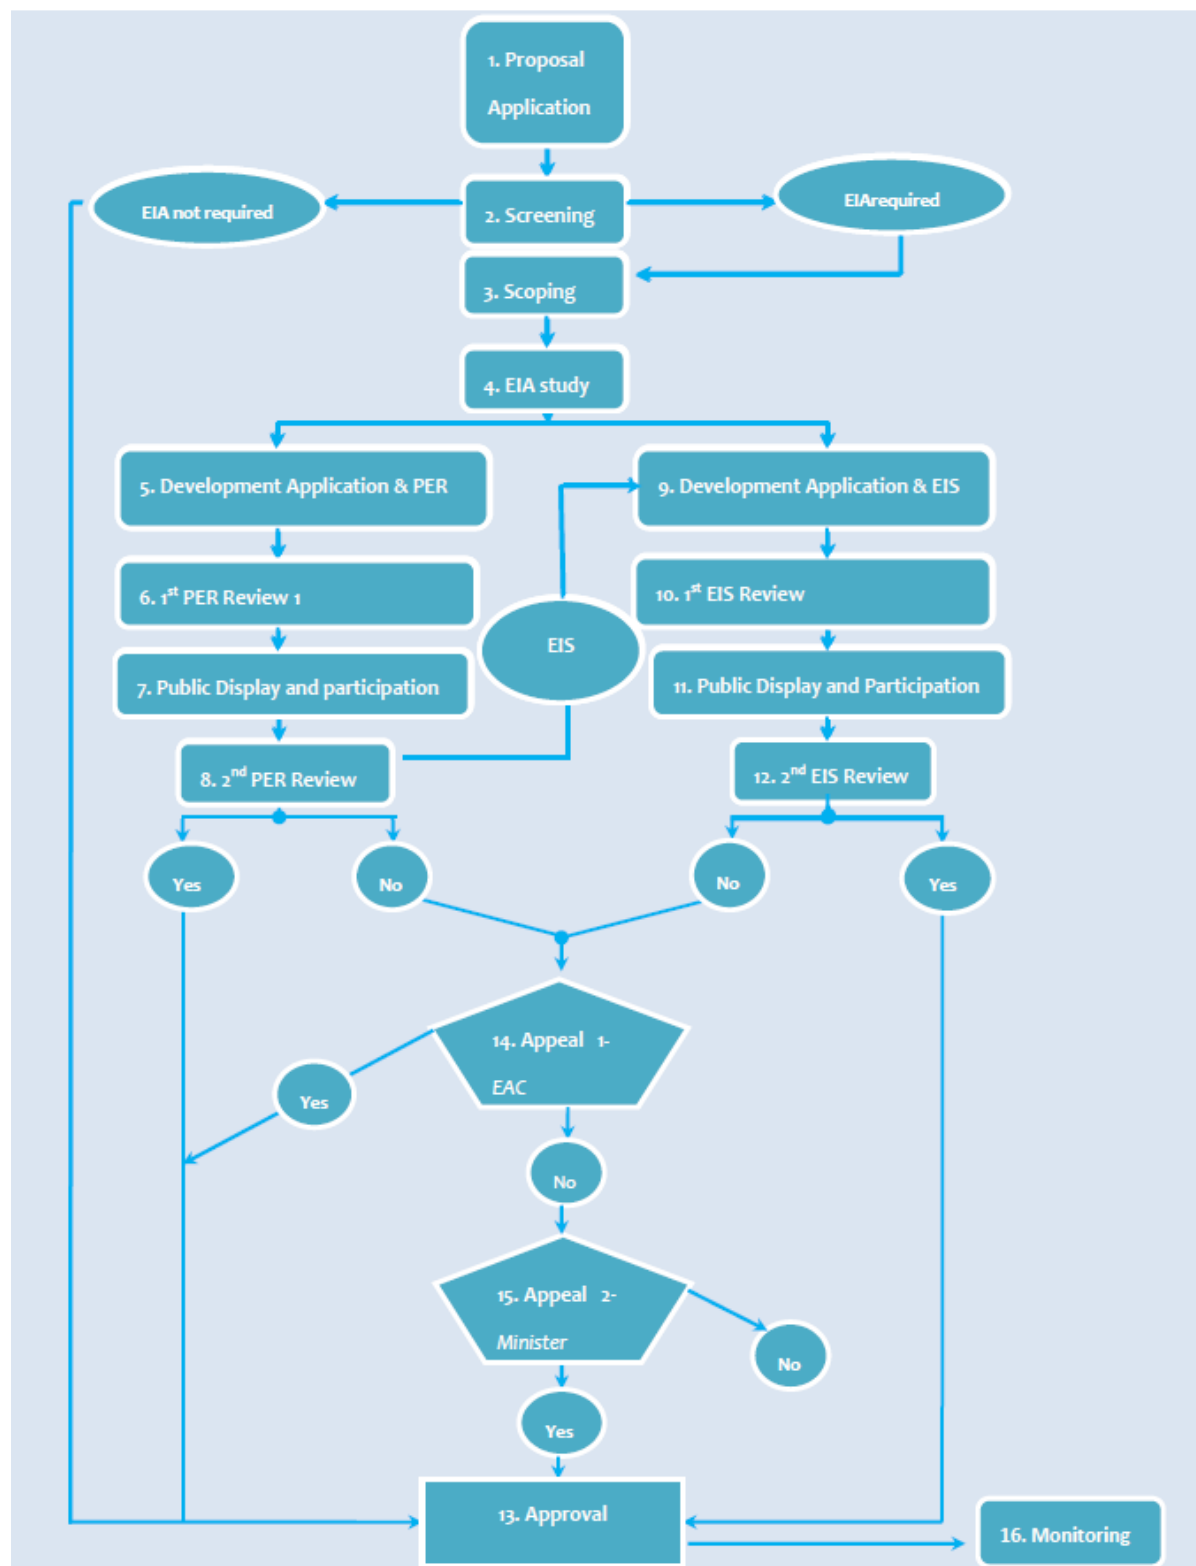 1. Proposal
Application
EIA not required
2. Screening
EIArequired
3. Scoping
4. EIA study
5. Development Application & PER
9. Development Application & EIS
6. 1st PER Review 1
10. 1st EIS Review
EIS
7. Public Display and participation
11. Public Display and Participation
8. 2nd PER Review
12. 2nd EIS Review
Yes
No
No
Yes
14. Appeal 1-
EAC
Yes
No
15. Appeal 2-
Minister
No
Yes
13. Approval
16. Monitoring